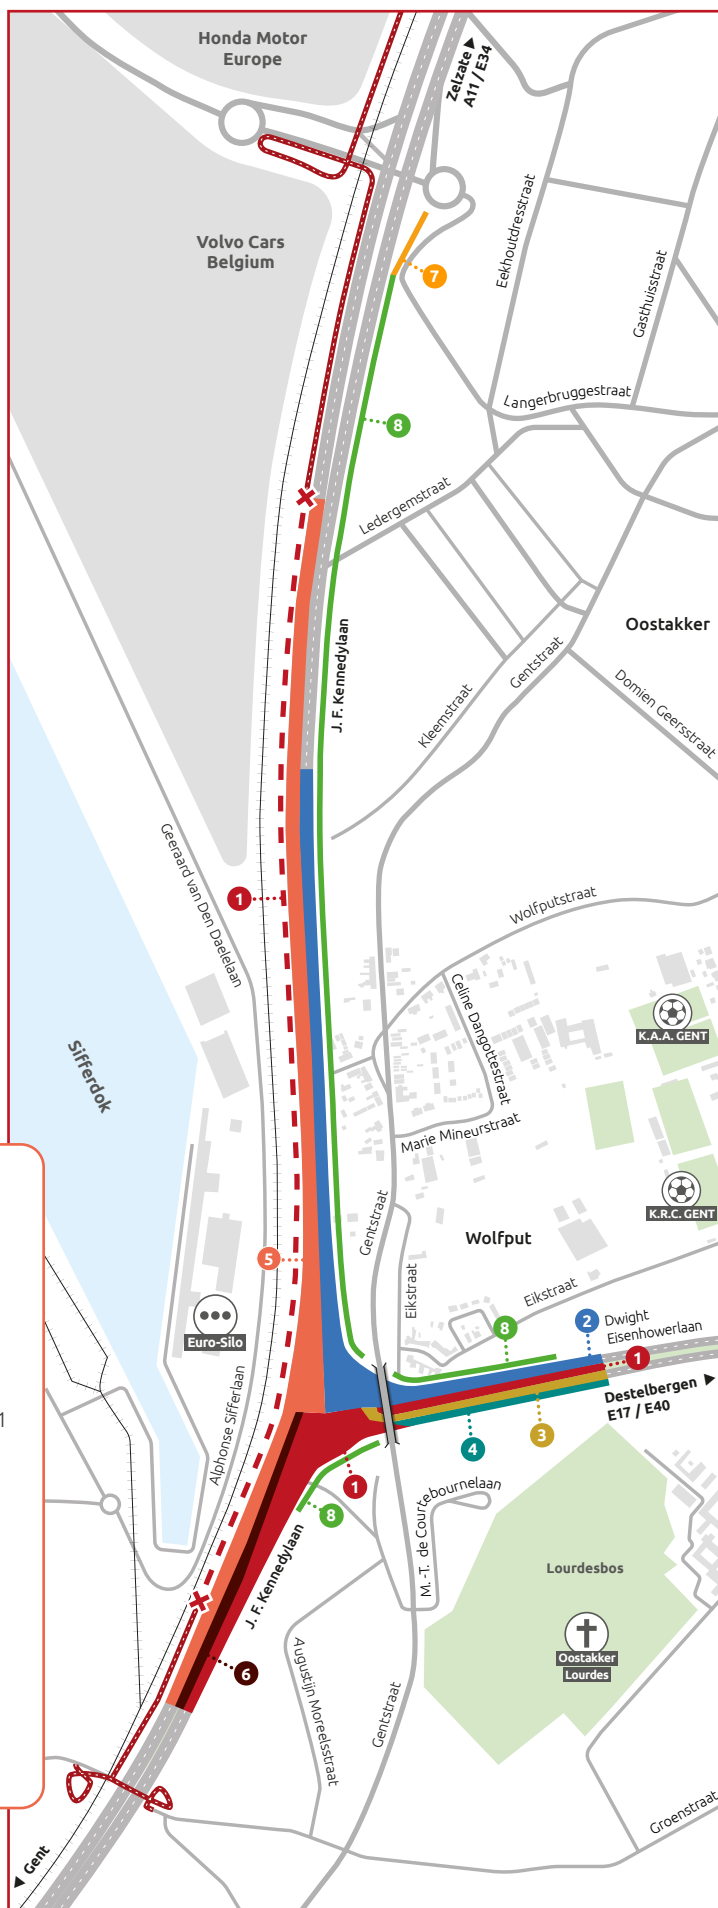 Honda Motor
Europe
Zelzate
A11 / E34
Volvo Cars
Belgium
Eekhoutdresstraat
Gasthuisstraat
7
Langerbruggestraat
8
Ledergemstraat
J. F. Kennedylaan
Oostakker
Gentstraat
Kleemstraat
Domien Geersstraat
Geeraard van Den Daelelaan
1
Wolfputstraat
Celine Dangottestraat
K.A.A. GENT
Sifferdok
Marie Mineurstraat
K.R.C. GENT
Gentstraat
Wolfput
5
Eikstraat
Eikstraat
Euro-Silo
8
2
Dwight
Eisenhowerlaan
1
Destelbergen
E17 / E40
Alphonse Sifferlaan
1
4
3
1
8
M. -T. de Courtebournelaan
J. F. Kennedylaan
Lourdesbos
Oostakker
Lourdes
6
Augustijn Moreelsstraat
Gentstraat
Groenstraat
Gent